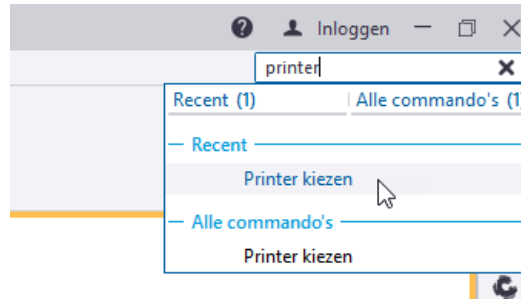 Inloggen
printer
Recent (1)
Alle commando's (1
Recent
Printer kiezen
Alle commando's
Printer kiezen